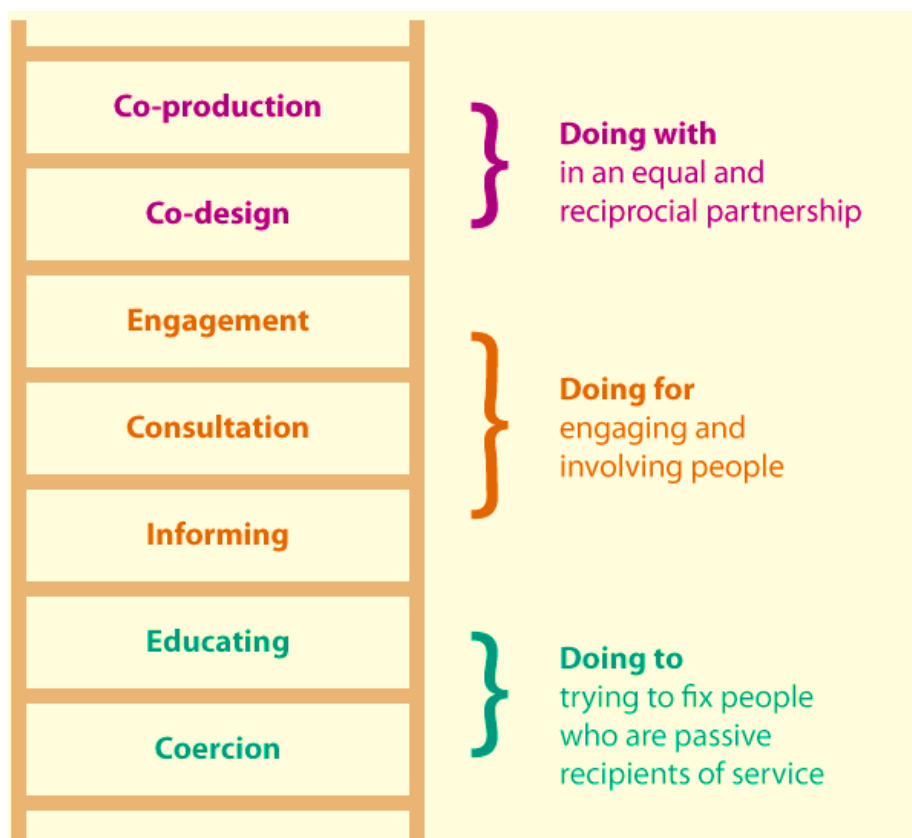 Co-production
Co-design
Doing with
in an equal and
reciprocial partnership
Engagement
Consultation
Informing
Doing for
engaging and
involving people
Educating
Coercion
Doing to
trying to fix people
who are passive
recipients of service